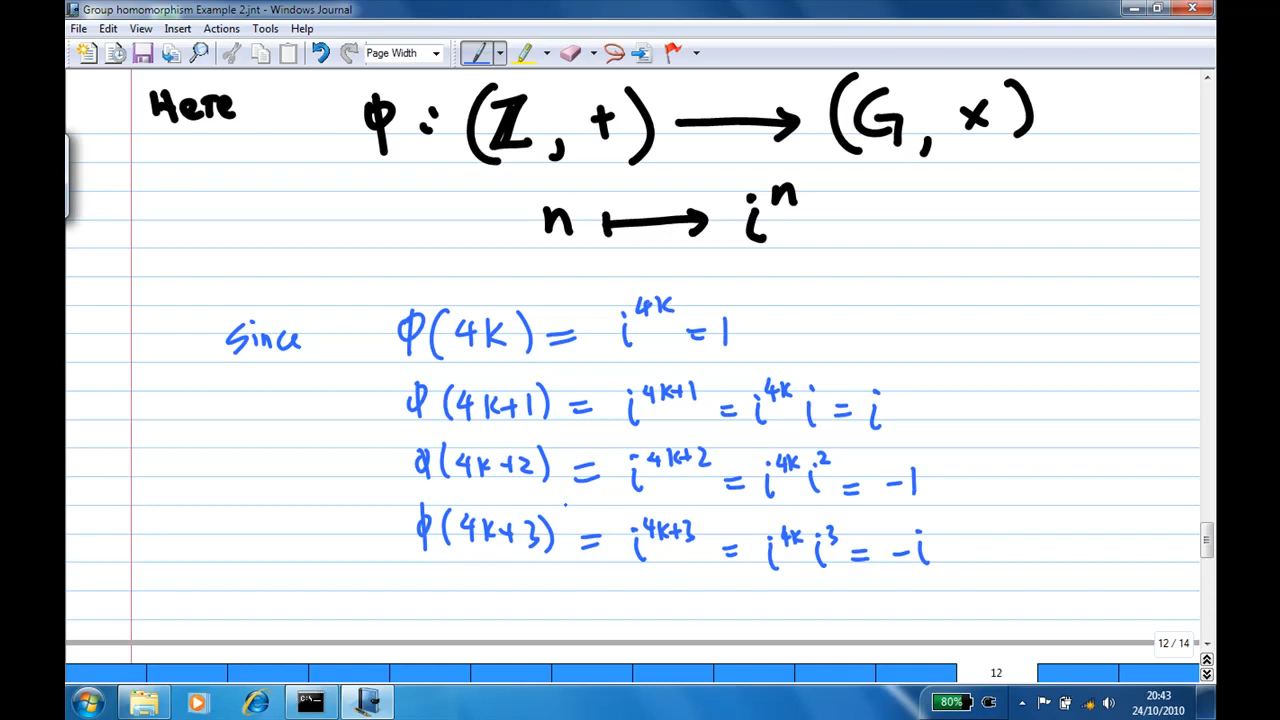 Group homomorphism Example 2.jnt - Windows Journal
File Edit View Insert Actions Tools Help
Page Width
Here φ : (ℤ, +) ⟶ (G, ×)
n ⟼ i^n
Since φ(4k) = i^{4k} = 1
φ(4k+1) = i^{4k+1} = i^{4k} i = i
φ(4k+2) = i^{4k+2} = i^{4k} i^2 = -1
φ(4k+3) = i^{4k+3} = i^{4k} i^3 = -i
12 / 14
12
80%
20:43
24/10/2010